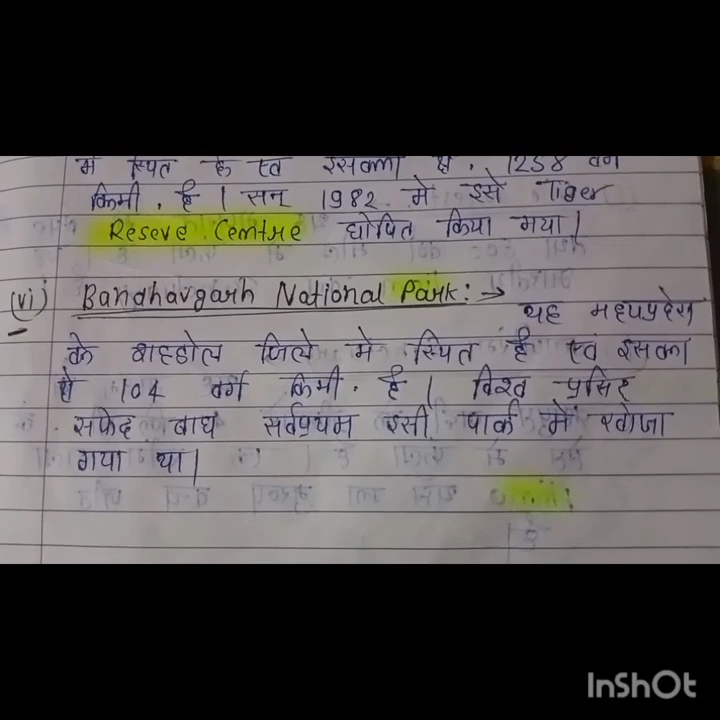 में स्थित है एवं इसका क्षे. 1258 वर्ग
किमी. है । सन् 1982 में इसे Tiger
Reseve Centre घोषित किया गया।
(vi) Bandhavgarh National Park: →
यह मध्यप्रदेश
के शहडोल जिले में स्थित है एवं इसका
क्षे 104 वर्ग किमी. है । विश्व प्रसिद्ध
सफेद बाघ सर्वप्रथम इसी पार्क में खोजा
गया था।
InShOt